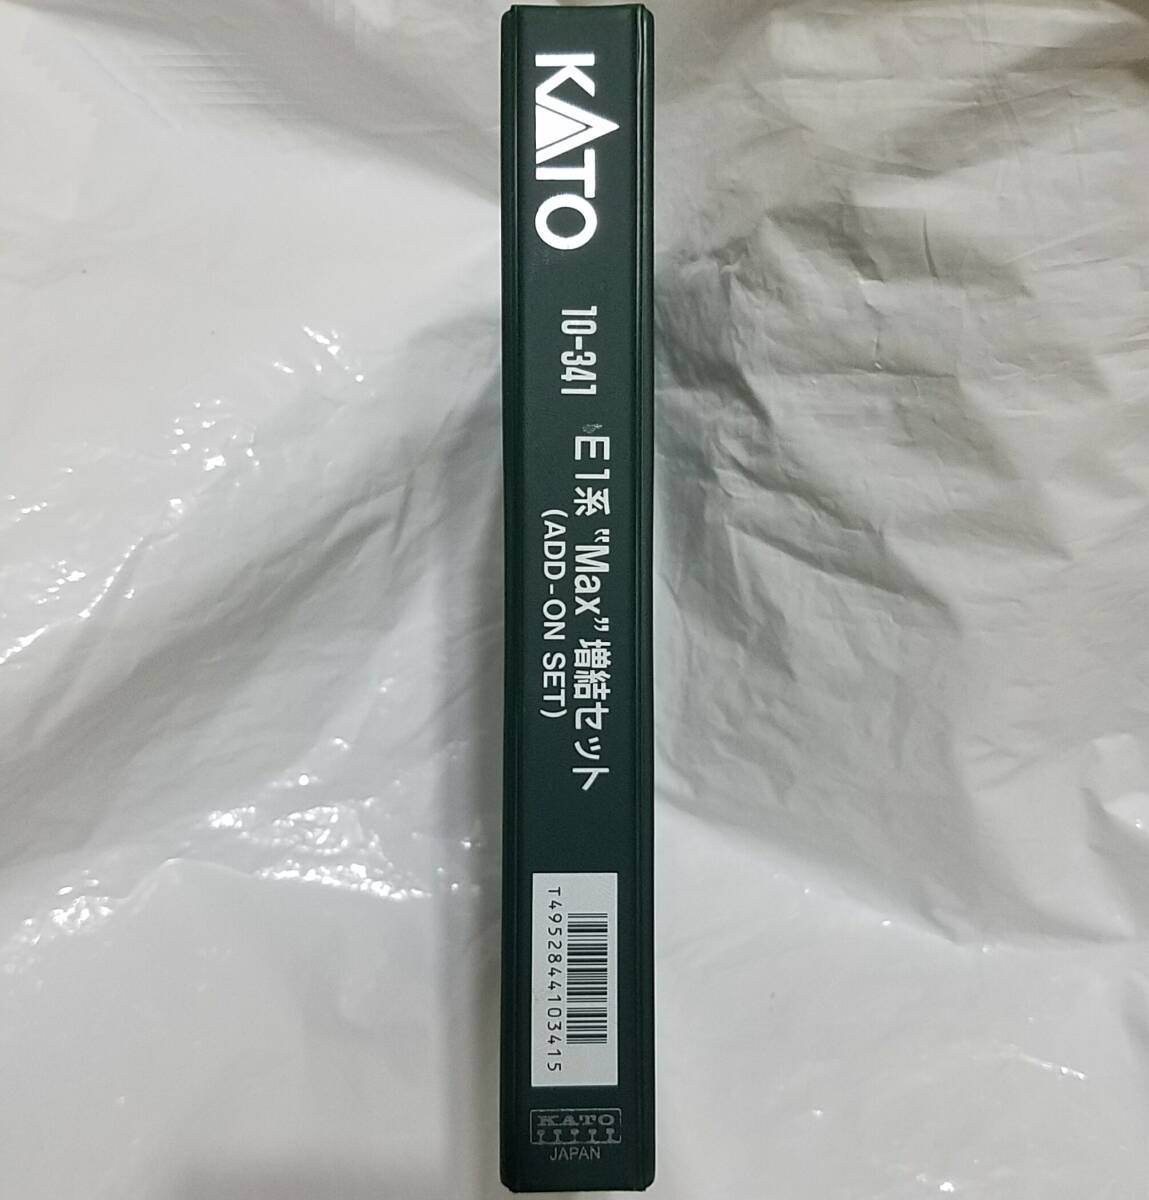 KATO
10-341
E1系 “Max” 増結セット
(ADD-ON SET)
T4952844103415
KATO
JAPAN